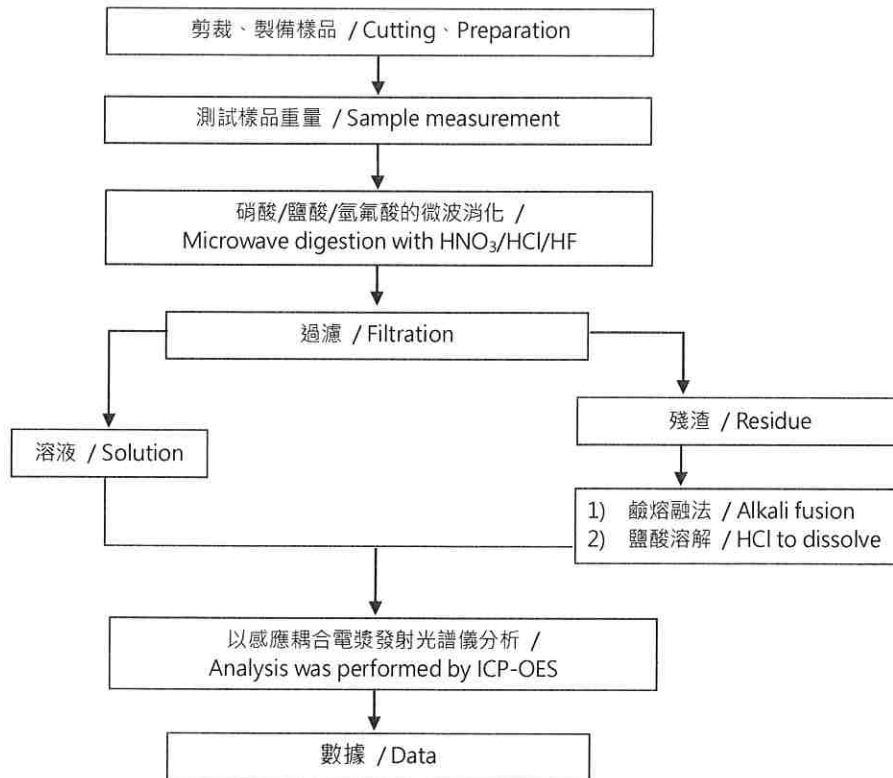 剪裁、製備樣品 / Cutting、Preparation
測試樣品重量 / Sample measurement
硝酸/鹽酸/氫氟酸的微波消化 /
Microwave digestion with HNO₃/HCl/HF
過濾 / Filtration
溶液 / Solution
殘渣 / Residue
1) 鹼熔融法 / Alkali fusion
2) 鹽酸溶解 / HCl to dissolve
以感應耦合電漿發射光譜儀分析 /
Analysis was performed by ICP-OES
數據 / Data